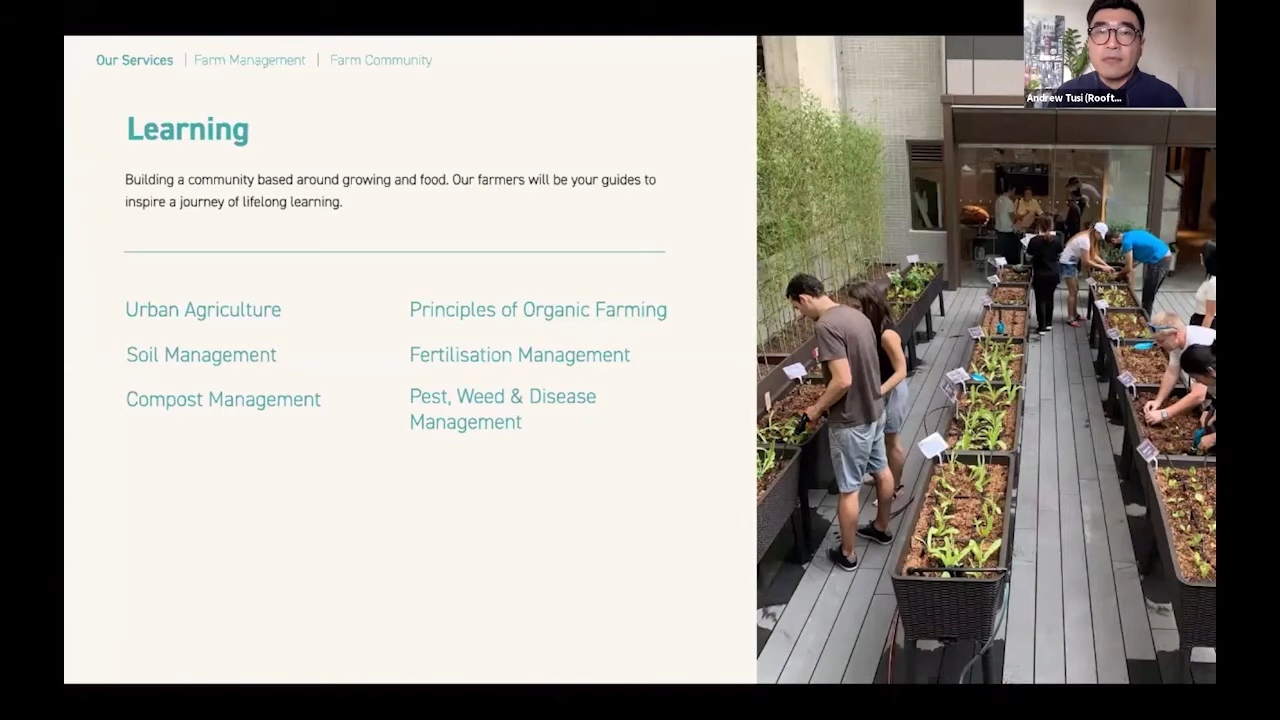 Our Services | Farm Management | Farm Community
Andrew Tusi (Rooft...
Learning
Building a community based around growing and food. Our farmers will be your guides to
inspire a journey of lifelong learning.
Urban Agriculture
Principles of Organic Farming
Soil Management
Fertilisation Management
Compost Management
Pest, Weed & Disease
Management